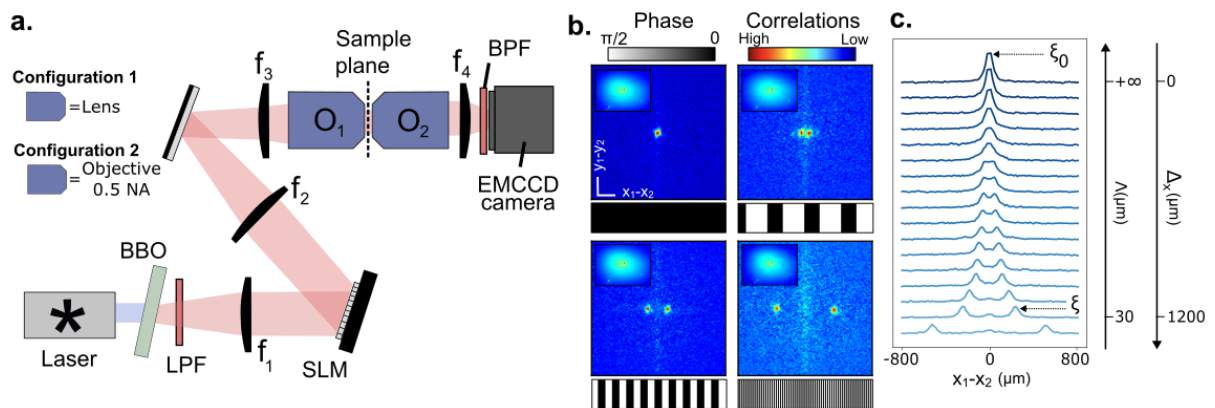 a.
Configuration 1
=Lens
Configuration 2
=Objective
0.5 NA
f3
Sample
plane
f4
BPF
O1
O2
EMCCD
camera
f2
BBO
*
Laser
LPF
f1
SLM
b.
Phase
π/2
0
Correlations
High
Low
y1-y2
x1-x2
c.
ξ0
+∞
0
Λ(μm)
Δx(μm)
ξ
30
1200
-800
0
800
x1-x2 (μm)